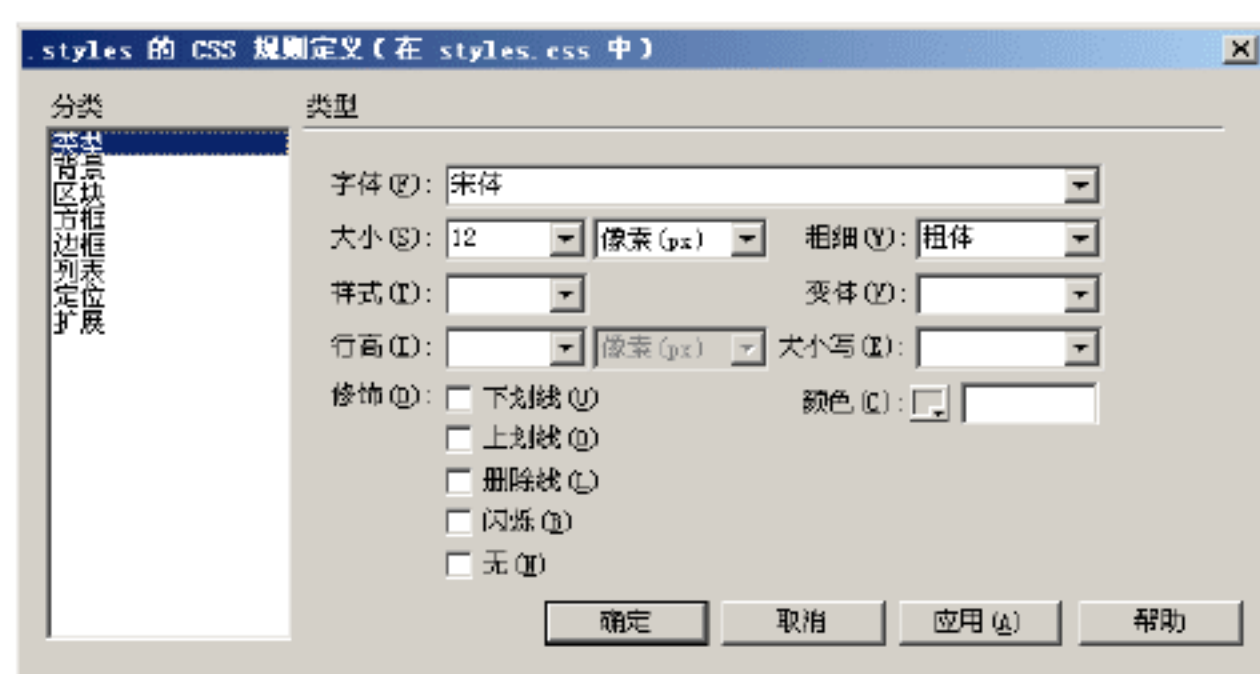 .styles 的 CSS 规则定义(在 styles.css 中)
分类
类型
背景
区块
方框
边框
列表
定位
扩展
类型
字体(F): 宋体
大小(S): 12 像素(px) 粗细(W): 粗体
样式(T): 变体(V):
行高(I): 像素(px) 大小写(E):
修饰(D): 下划线(U) 颜色(C):
上划线(O)
删除线(L)
闪烁(B)
无(N)
确定 取消 应用(A) 帮助